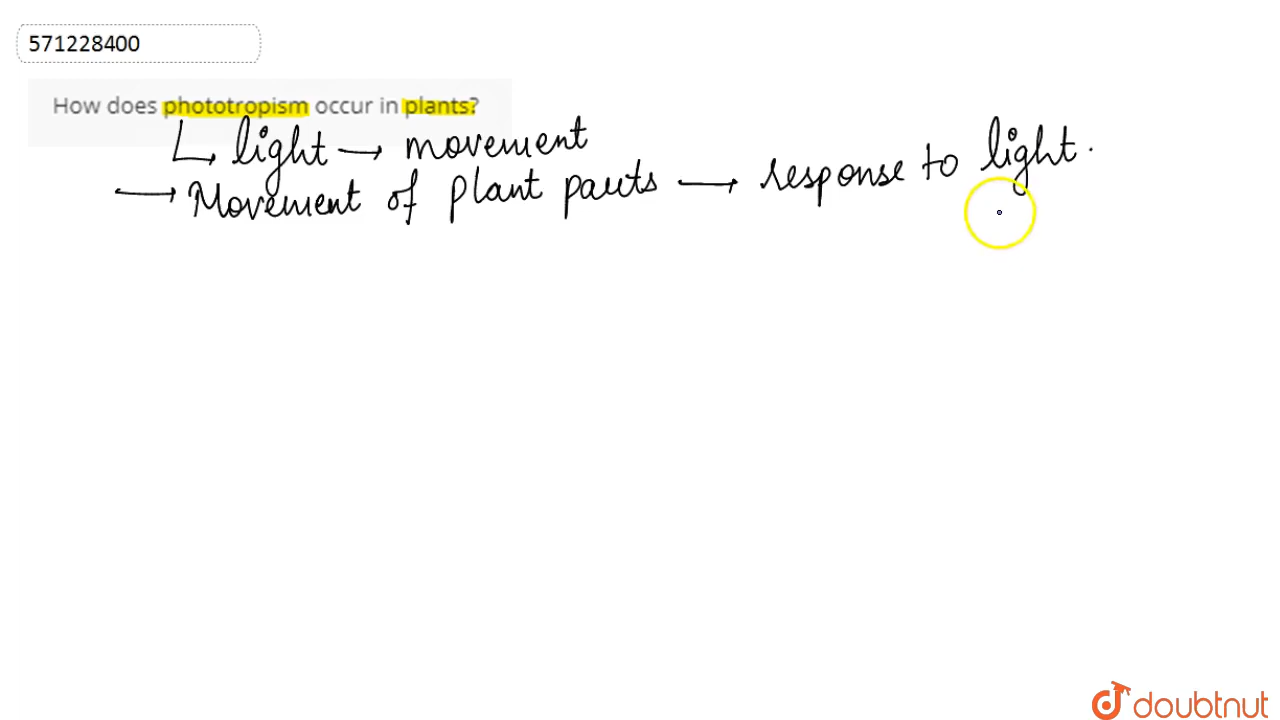 571228400
How does phototropism occur in plants?
↳ light → movement
→ Movement of plant parts → response to light.
doubtnut